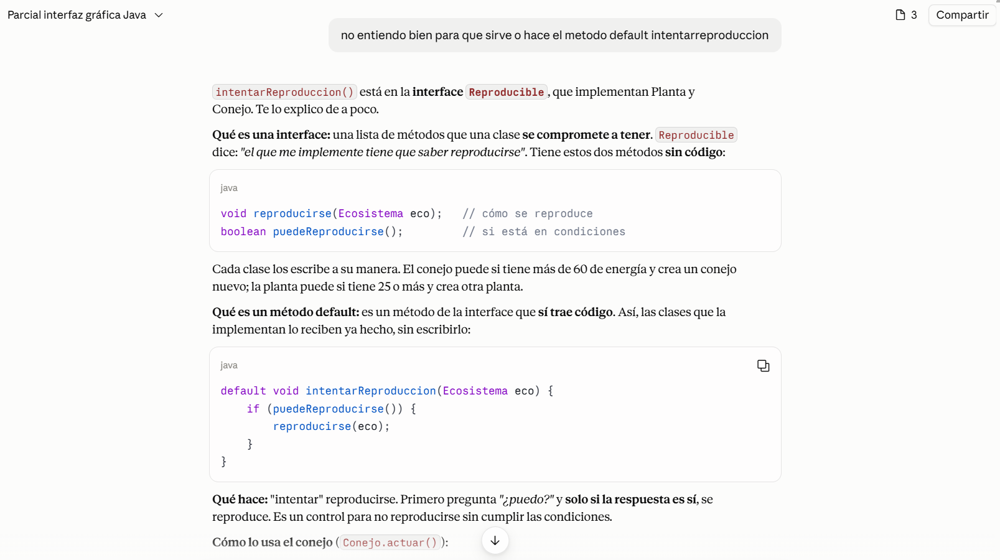 Parcial interfaz gráfica Java
3
Compartir
no entiendo bien para que sirve o hace el metodo default intentarreproduccion
intentarReproduccion() está en la interface Reproducible, que implementan Planta y
Conejo. Te lo explico de a poco.
Qué es una interface: una lista de métodos que una clase se compromete a tener. Reproducible
dice: "el que me implemente tiene que saber reproducirse". Tiene estos dos métodos sin código:
java
void reproducirse(Ecosistema eco);   // cómo se reproduce
boolean puedeReproducirse();         // si está en condiciones
Cada clase los escribe a su manera. El conejo puede si tiene más de 60 de energía y crea un conejo
nuevo; la planta puede si tiene 25 o más y crea otra planta.
Qué es un método default: es un método de la interface que sí trae código. Así, las clases que la
implementan lo reciben ya hecho, sin escribirlo:
java
default void intentarReproduccion(Ecosistema eco) {
    if (puedeReproducirse()) {
        reproducirse(eco);
    }
}
Qué hace: "intentar" reproducirse. Primero pregunta "¿puedo?" y solo si la respuesta es sí, se
reproduce. Es un control para no reproducirse sin cumplir las condiciones.
Cómo lo usa el conejo (Conejo.actuar()):